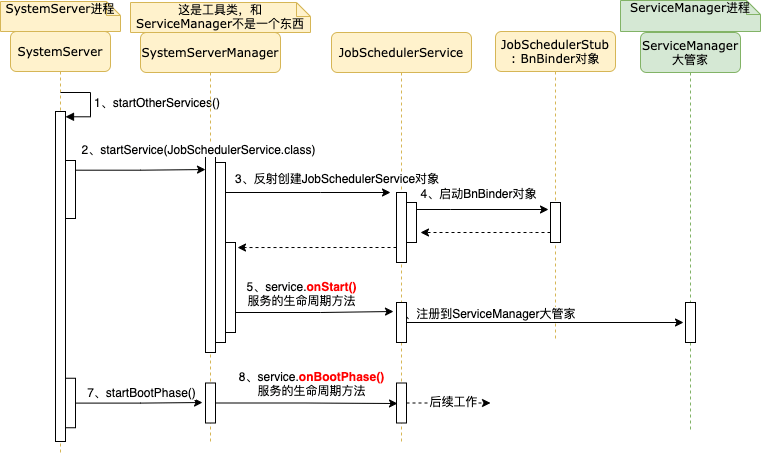 SystemServer进程
这是工具类，和
ServiceManager不是一个东西
ServiceManager进程
SystemServer
SystemServerManager
JobSchedulerService
JobSchedulerStub
：BnBinder对象
ServiceManager
大管家
1、startOtherServices()
2、startService(JobSchedulerService.class)
3、反射创建JobSchedulerService对象
4、启动BnBinder对象
5、service.onStart()
服务的生命周期方法
、注册到ServiceManager大管家
7、startBootPhase()
8、service.onBootPhase()
服务的生命周期方法
后续工作